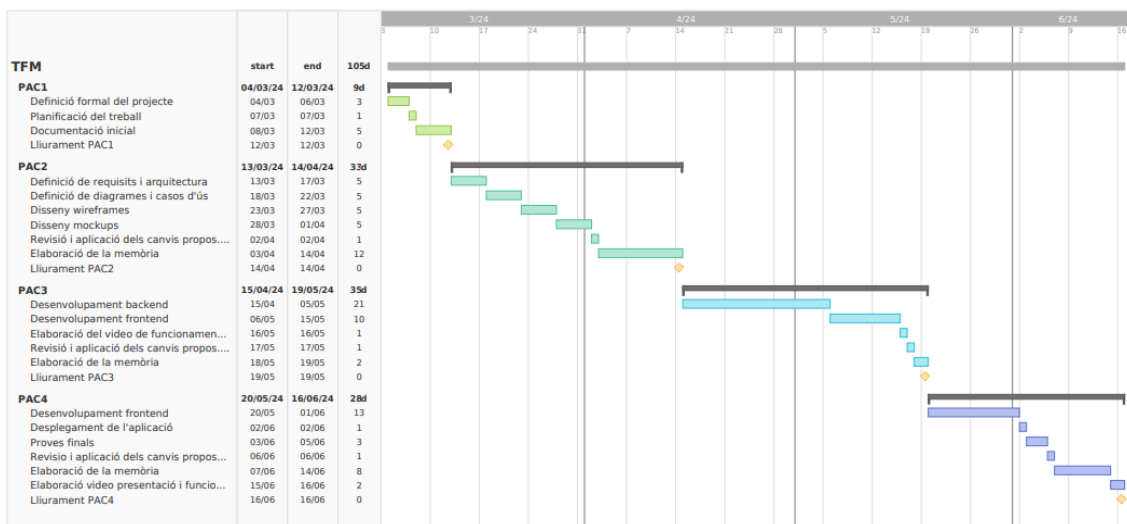 3/24 4/24 5/24 6/24
3 10 17 24 31 7 14 21 28 5 12 19 26 2 9 16
TFM start end 105d
PAC1 04/03/24 12/03/24 9d
Definició formal del projecte 04/03 06/03 3
Planificació del treball 07/03 07/03 1
Documentació inicial 08/03 12/03 5
Lliurament PAC1 12/03 12/03 0
PAC2 13/03/24 14/04/24 33d
Definició de requisits i arquitectura 13/03 17/03 5
Definició de diagrames i casos d'ús 18/03 22/03 5
Disseny wireframes 23/03 27/03 5
Disseny mockups 28/03 01/04 5
Revisió i aplicació dels canvis propos.... 02/04 02/04 1
Elaboració de la memòria 03/04 14/04 12
Lliurament PAC2 14/04 14/04 0
PAC3 15/04/24 19/05/24 35d
Desenvolupament backend 15/04 05/05 21
Desenvolupament frontend 06/05 15/05 10
Elaboració del video de funcionamen... 16/05 16/05 1
Revisió i aplicació dels canvis propos.... 17/05 17/05 1
Elaboració de la memòria 18/05 19/05 2
Lliurament PAC3 19/05 19/05 0
PAC4 20/05/24 16/06/24 28d
Desenvolupament frontend 20/05 01/06 13
Desplegament de l'aplicació 02/06 02/06 1
Proves finals 03/06 05/06 3
Revisio i aplicació dels canvis propos... 06/06 06/06 1
Elaboració de la memòria 07/06 14/06 8
Elaboració video presentació i funcio... 15/06 16/06 2
Lliurament PAC4 16/06 16/06 0